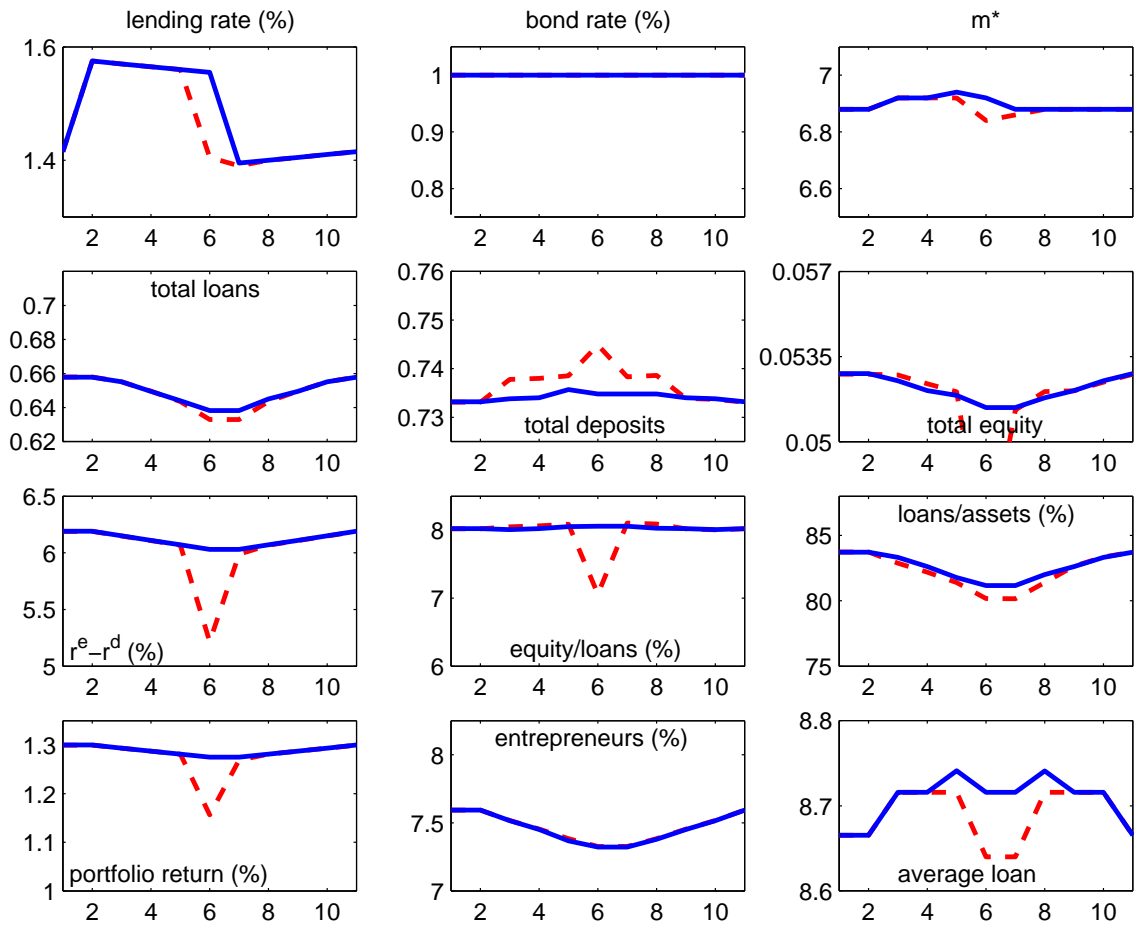 lending rate (%)
bond rate (%)
m*
1.6
1.4
2 4 6 8 10
1
0.9
0.8
2 4 6 8 10
7
6.8
6.6
2 4 6 8 10
total loans
0.7
0.68
0.66
0.64
0.62
2 4 6 8 10
0.76
0.75
0.74
0.73
total deposits
2 4 6 8 10
0.057
0.0535
0.05
total equity
2 4 6 8 10
6.5
6
5.5
5
r^e−r^d (%)
2 4 6 8 10
8
7
6
equity/loans (%)
2 4 6 8 10
loans/assets (%)
85
80
75
2 4 6 8 10
1.3
1.2
1.1
1
portfolio return (%)
2 4 6 8 10
entrepreneurs (%)
8
7.5
7
2 4 6 8 10
8.8
8.7
8.6
average loan
2 4 6 8 10